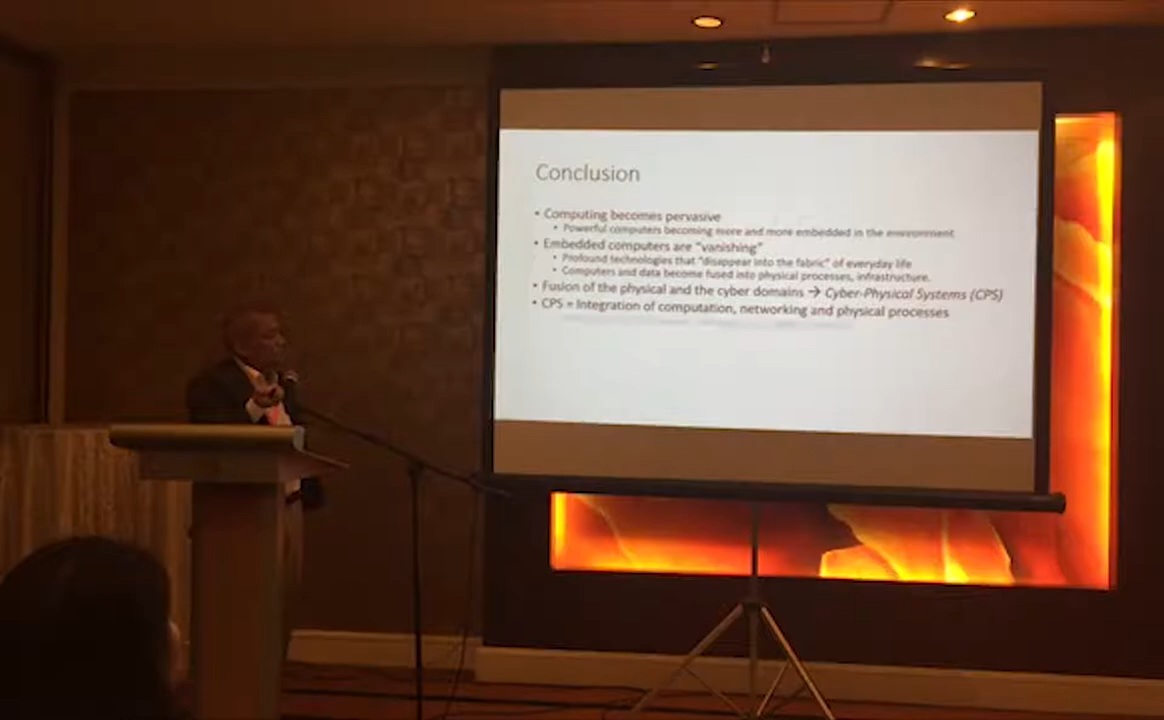 Conclusion
• Computing becomes pervasive
• Powerful computers becoming more and more embedded in the environment
• Embedded computers are "vanishing"
• Profound technologies that "disappear into the fabric" of everyday life
• Computers and data become fused into physical processes, infrastructure.
• Fusion of the physical and the cyber domains → Cyber-Physical Systems (CPS)
• CPS = Integration of computation, networking and physical processes